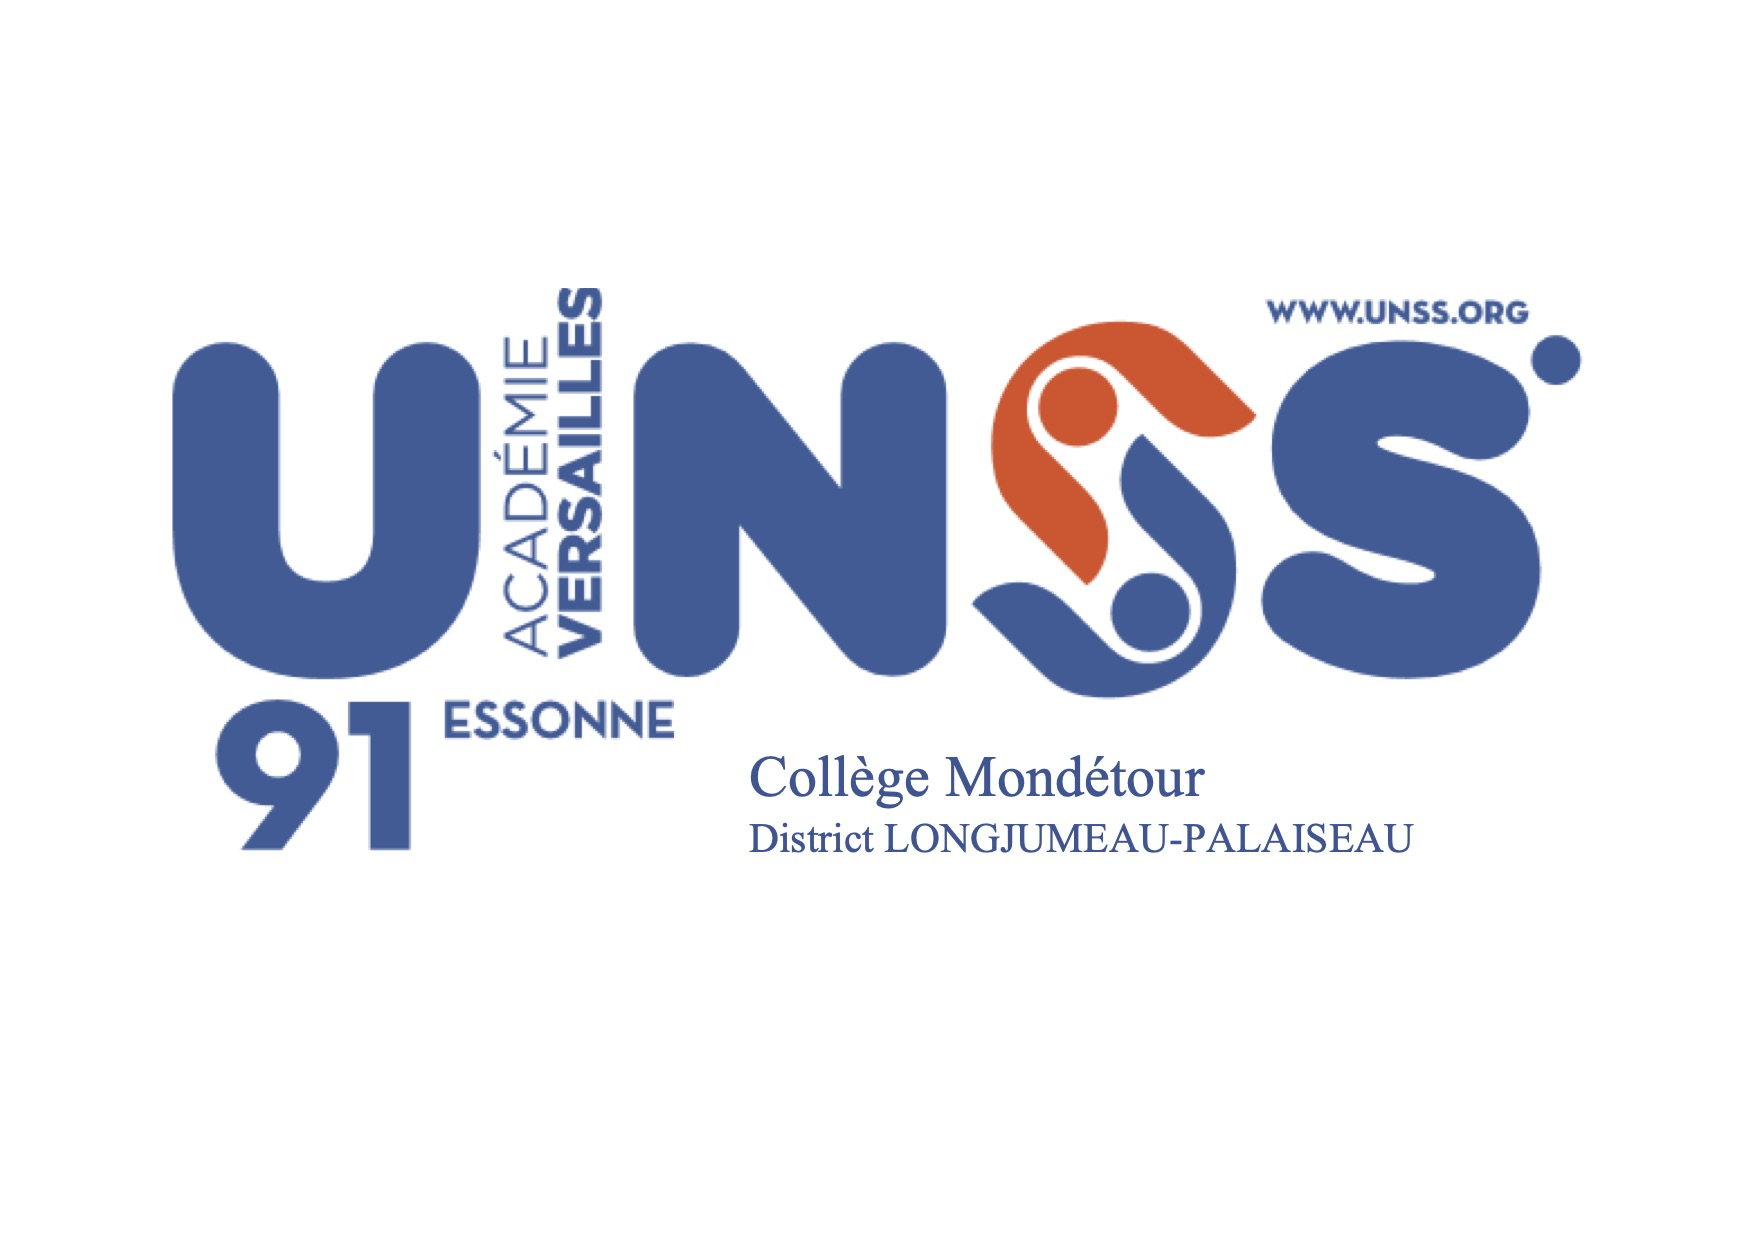 WWW.UNSS.ORG
UNSS
ACADÉMIE
VERSAILLES
91
ESSONNE
Collège Mondétour
District LONGJUMEAU-PALAISEAU